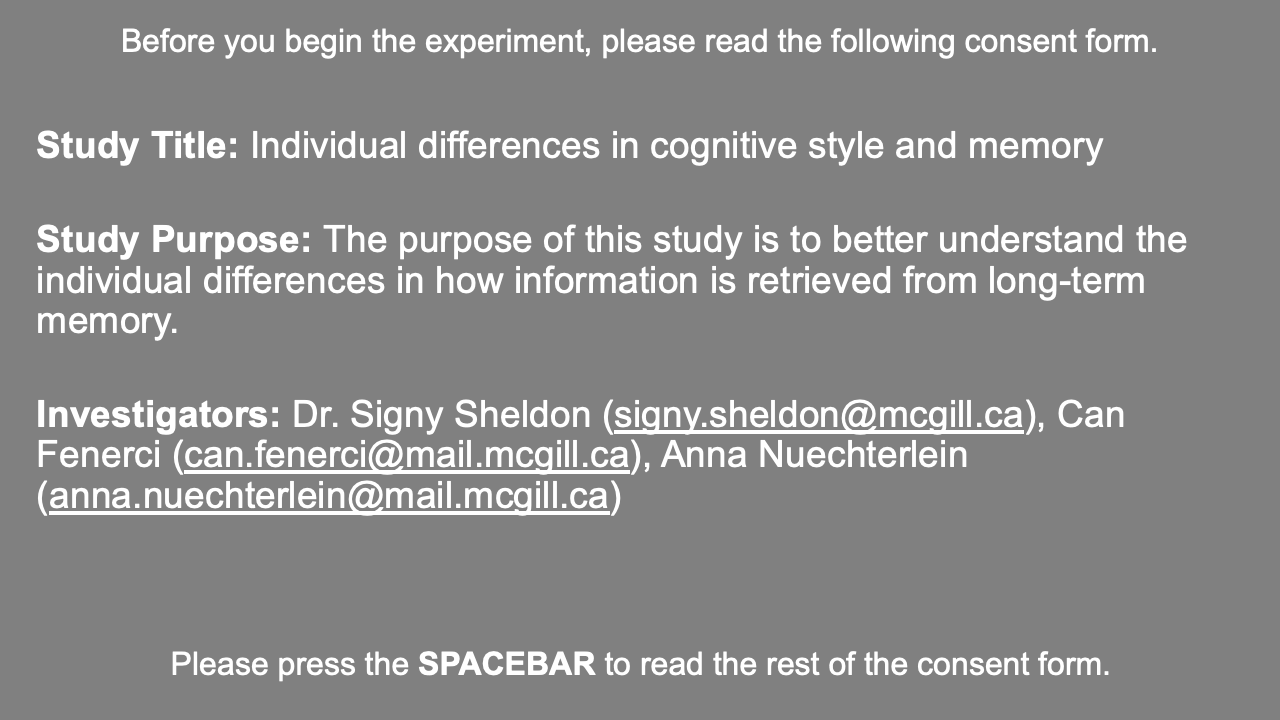 Before you begin the experiment, please read the following consent form.
Study Title: Individual differences in cognitive style and memory
Study Purpose: The purpose of this study is to better understand the
individual differences in how information is retrieved from long-term
memory.
Investigators: Dr. Signy Sheldon (signy.sheldon@mcgill.ca), Can
Fenerci (can.fenerci@mail.mcgill.ca), Anna Nuechterlein
(anna.nuechterlein@mail.mcgill.ca)
Please press the SPACEBAR to read the rest of the consent form.